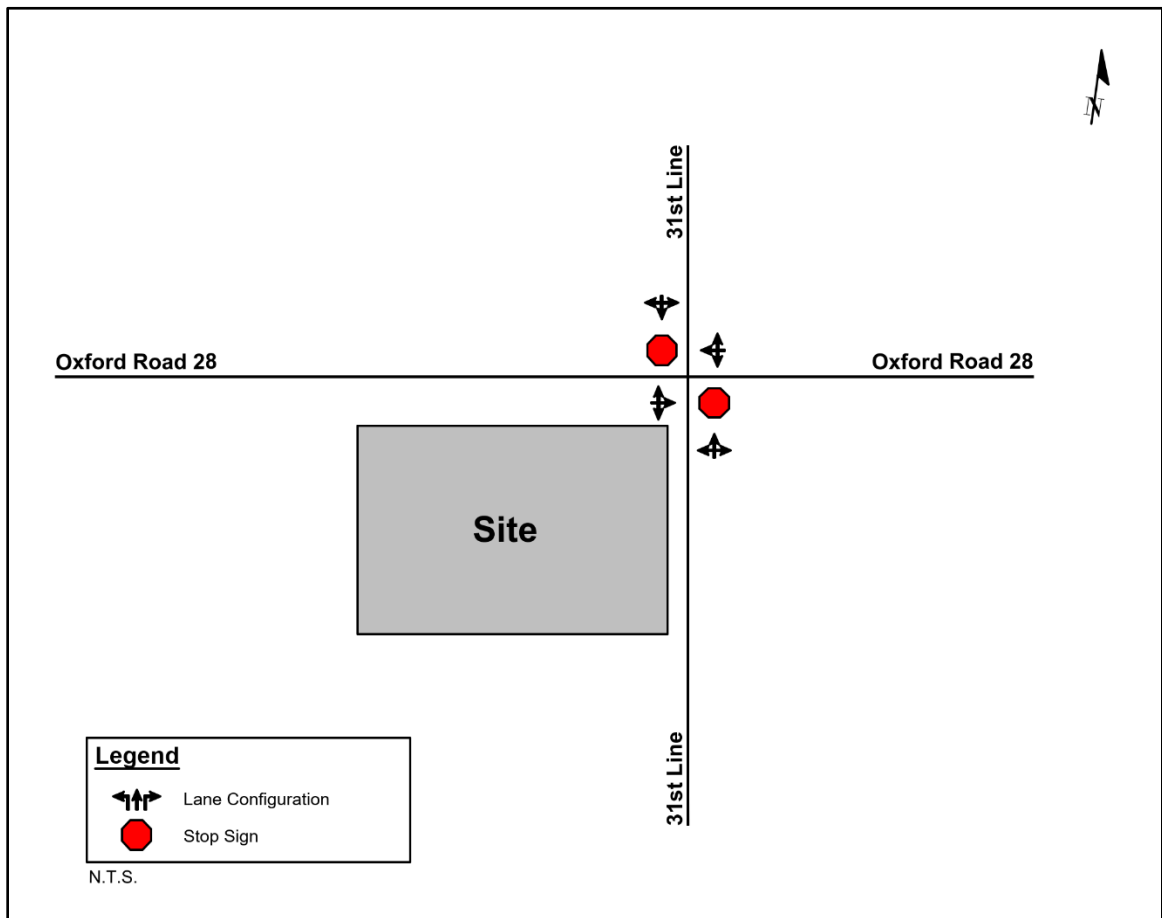 N
31st Line
Oxford Road 28
Oxford Road 28
Site
31st Line
Legend
Lane Configuration
Stop Sign
N.T.S.